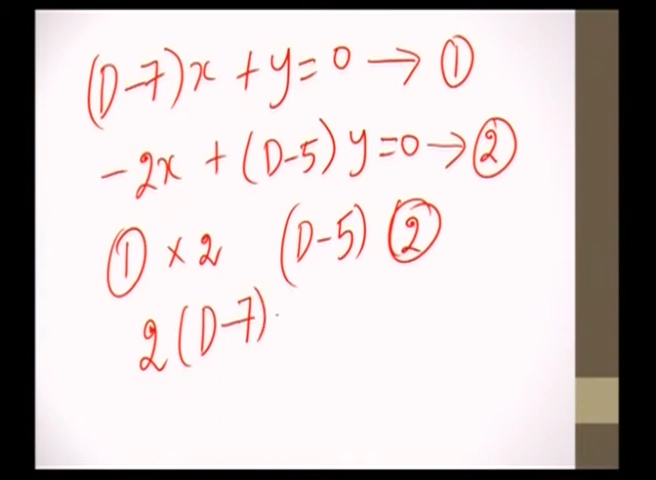 (D-7)x + y = 0 → ①
-2x + (D-5) y = 0 → ②
① × 2 (D-5) ②
2 (D-7)